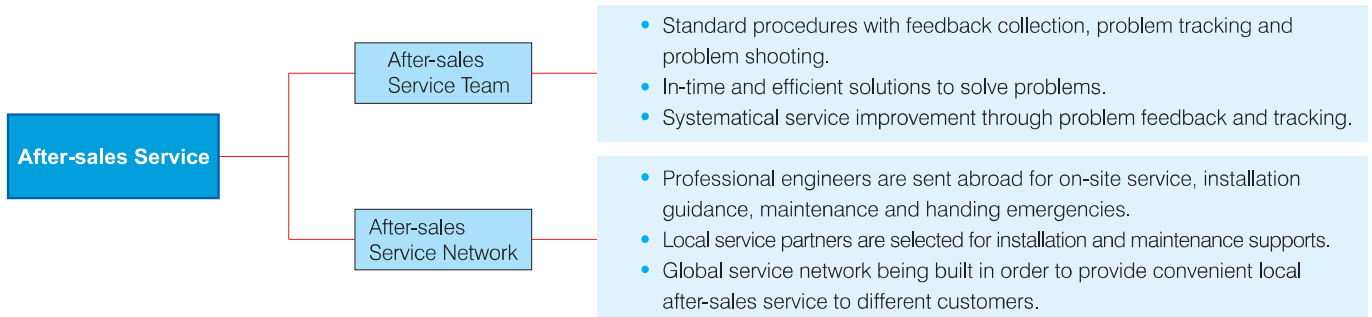 After-sales Service
After-sales
Service Team
• Standard procedures with feedback collection, problem tracking and
problem shooting.
• In-time and efficient solutions to solve problems.
• Systematical service improvement through problem feedback and tracking.
After-sales
Service Network
• Professional engineers are sent abroad for on-site service, installation
guidance, maintenance and handing emergencies.
• Local service partners are selected for installation and maintenance supports.
• Global service network being built in order to provide convenient local
after-sales service to different customers.